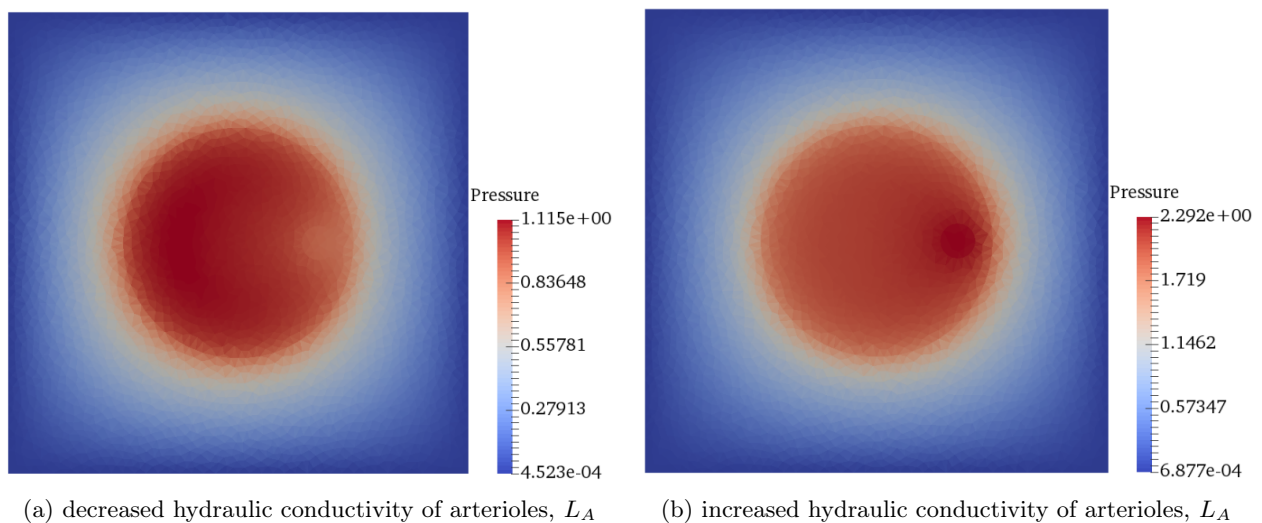 Pressure
1.115e+00
0.83648
0.55781
0.27913
4.523e-04
(a) decreased hydraulic conductivity of arterioles, L_A
Pressure
2.292e+00
1.719
1.1462
0.57347
6.877e-04
(b) increased hydraulic conductivity of arterioles, L_A